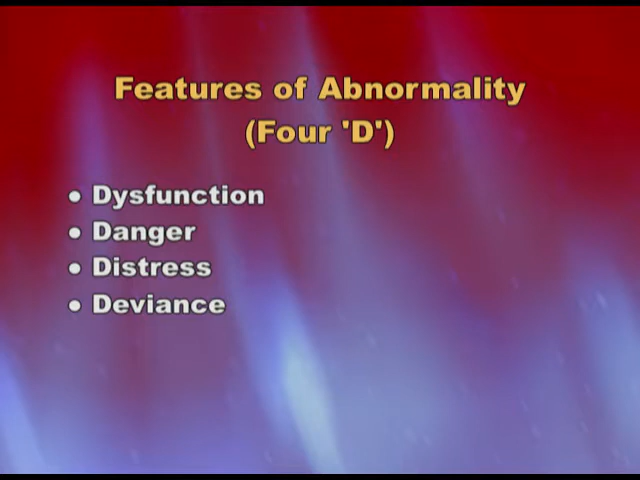 Features of Abnormality
(Four 'D')
● Dysfunction
● Danger
● Distress
● Deviance